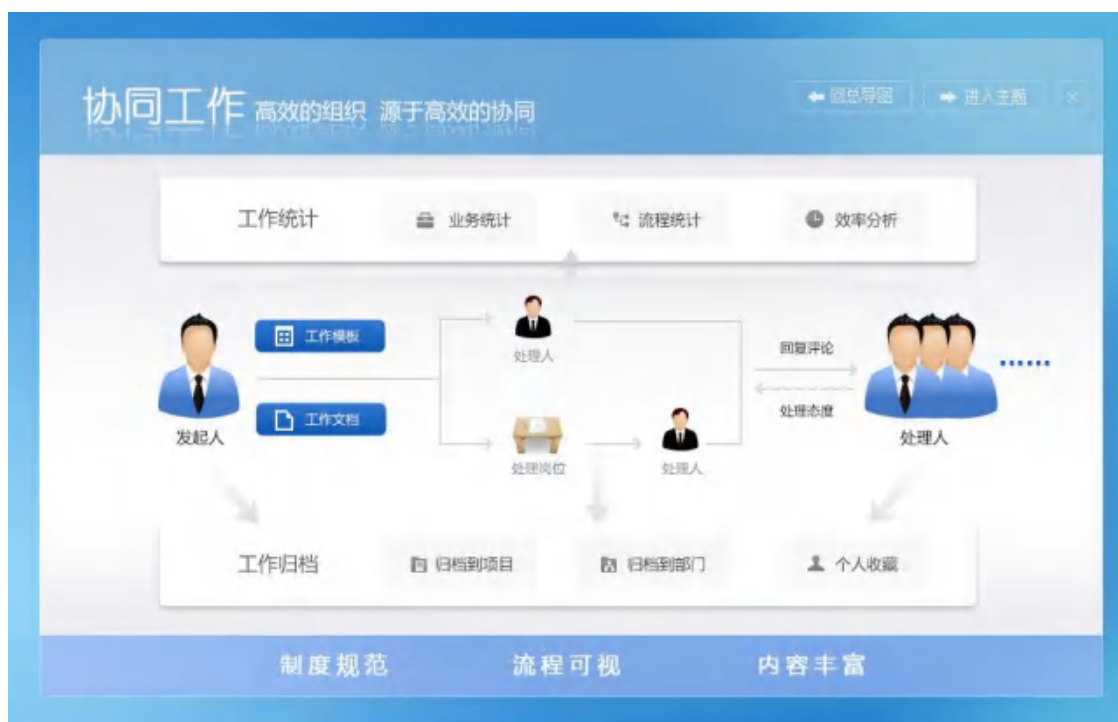 协同工作 高效的组织 源于高效的协同
回总导图 进入主题
工作统计 业务统计 流程统计 效率分析
工作模板
处理人
回复评论
工作文档
处理态度
发起人
处理岗位 处理人
处理人
工作归档 归档到项目 归档到部门 个人收藏
制度规范 流程可视 内容丰富